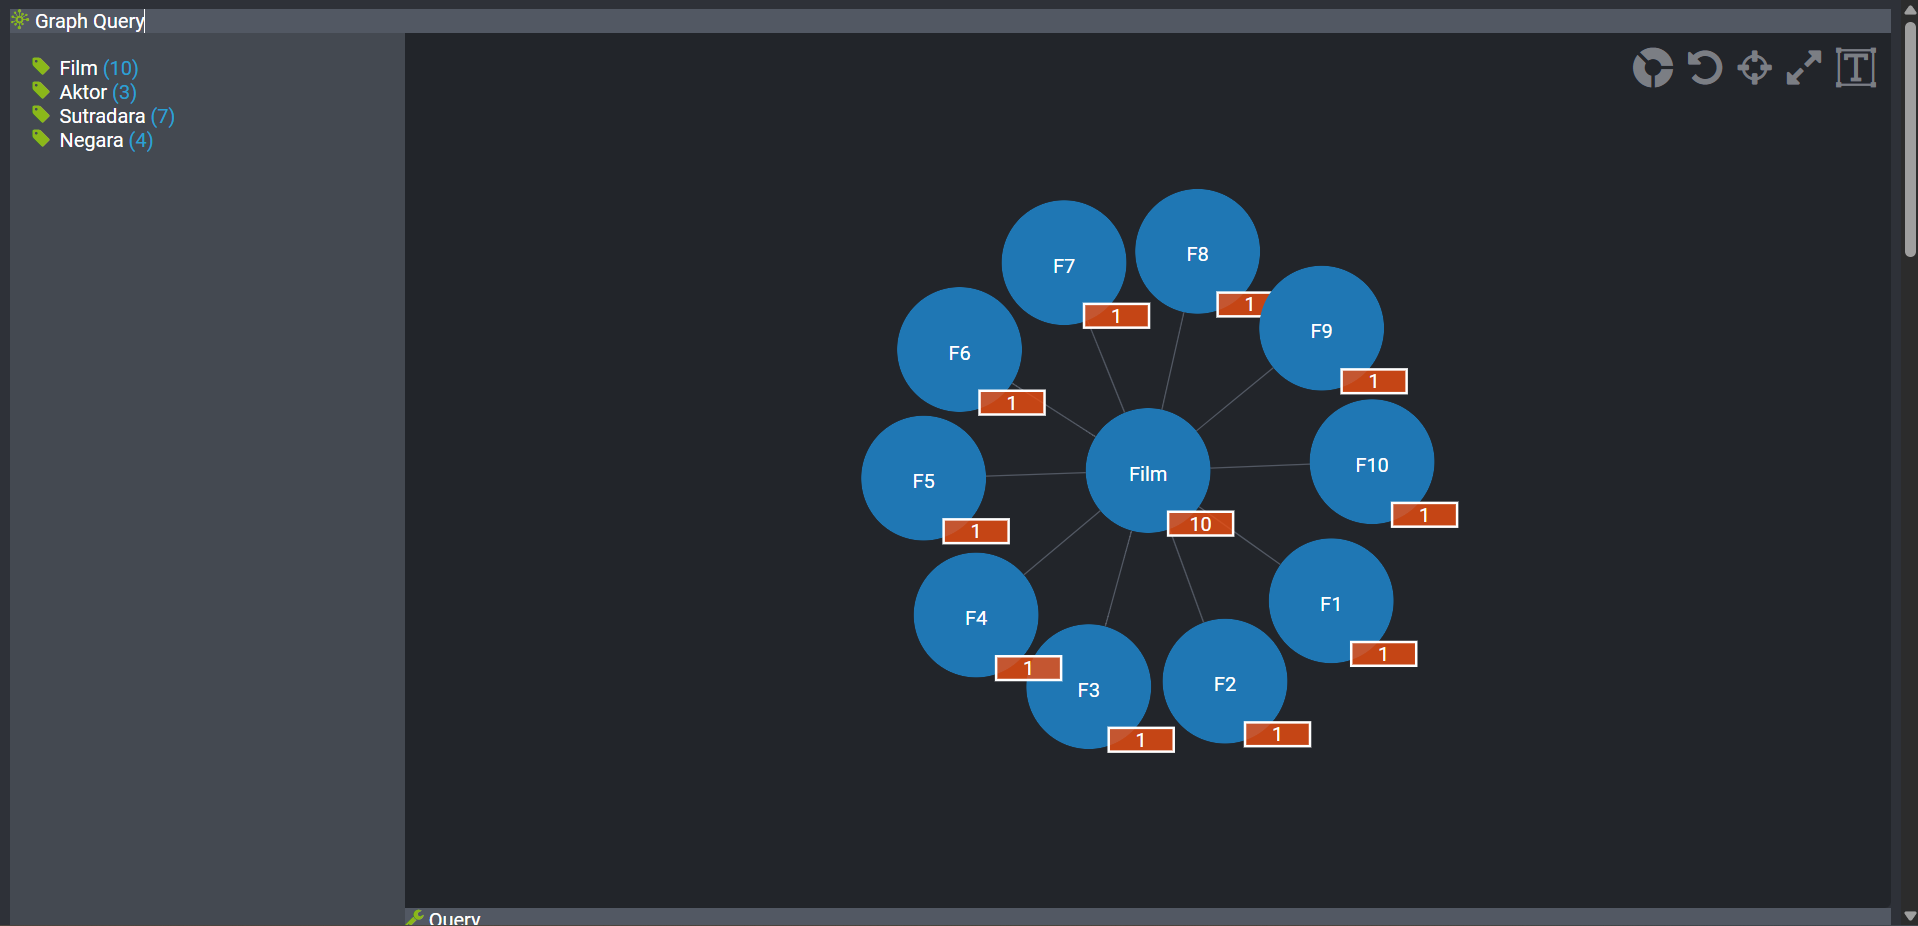 Graph Query
Film (10)
Aktor (3)
Sutradara (7)
Negara (4)
T
F8
F7
1
1
F9
F6
1
1
F10
F5
Film
1
10
1
F1
F4
1
1
F3
F2
1
1
Query